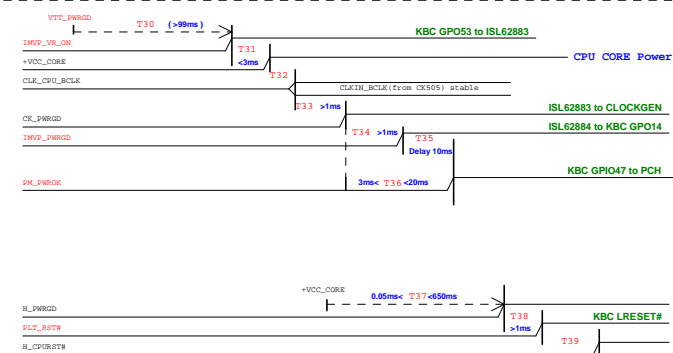 VTT_PWRGD
T30 (>99ms)
KBC GPO53 to ISL62883
IMVP_VR_ON
T31
+VCC_CORE
<3ms
CPU CORE Power
T32
CLK_CPU_BCLK
CLKIN_BCLK(from CK505) stable
T33 >1ms
ISL62883 to CLOCKGEN
CK_PWRGD
ISL62884 to KBC GPO14
T34 >1ms
T35
IMVP_PWRGD
Delay 10ms
KBC GPIO47 to PCH
PM_PWROK
3ms< T36 <20ms
+VCC_CORE
0.05ms< T37 <650ms
H_PWRGD
T38
KBC LRESET#
PLT_RST#
>1ms
T39
H_CPURST#